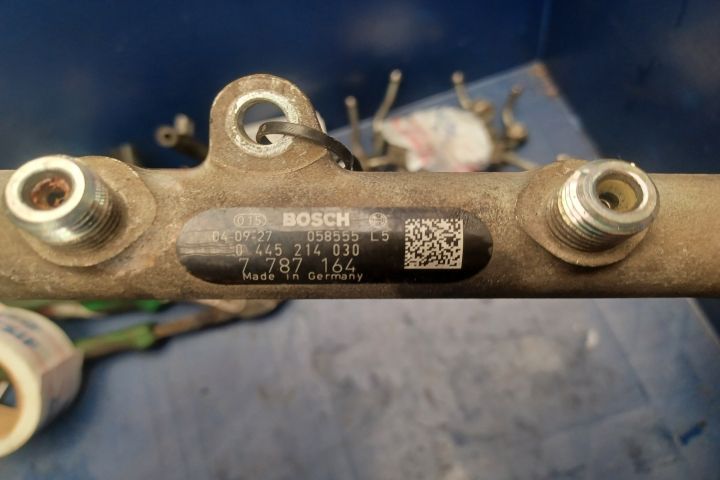 015 BOSCH
04-09-27 058555 L5
0 445 214 030
7 787 164
Made in Germany